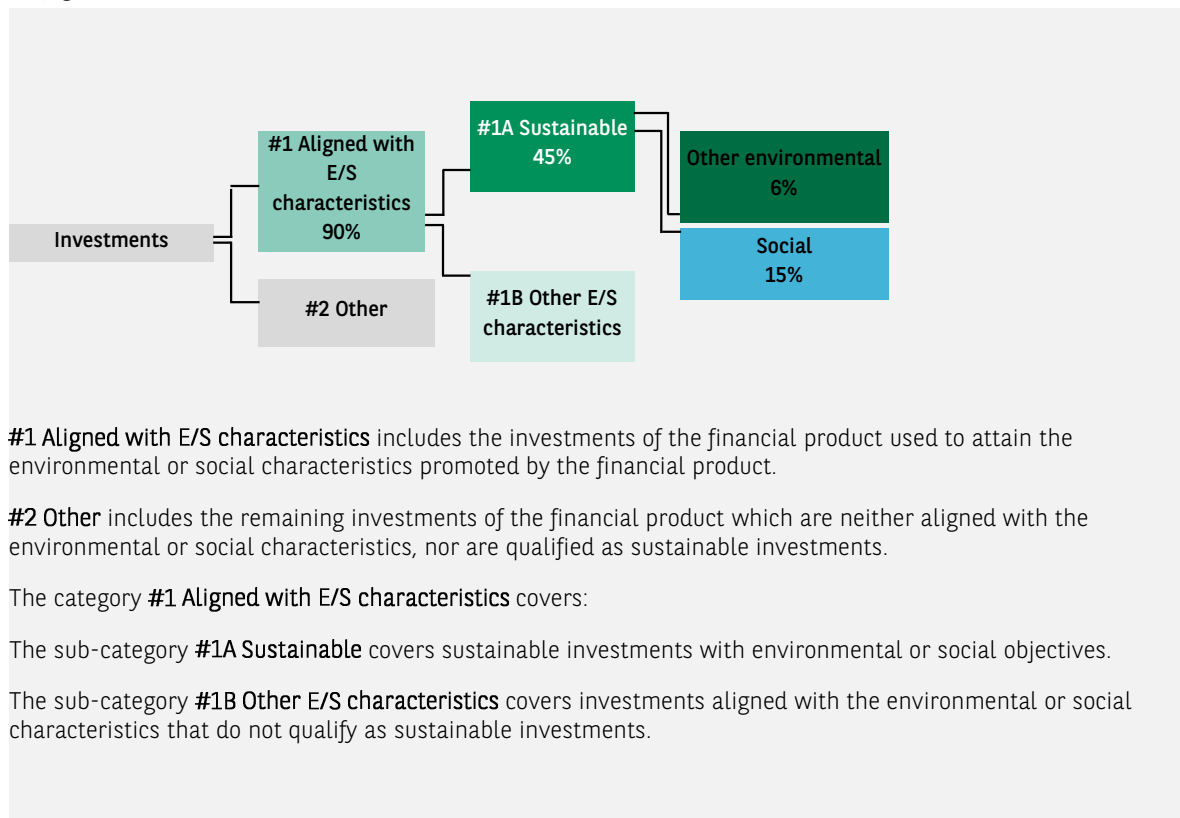 #1A Sustainable
45%
#1 Aligned with
E/S
characteristics
90%
Other environmental
6%
Investments
Social
15%
#2 Other
#1B Other E/S
characteristics
#1 Aligned with E/S characteristics includes the investments of the financial product used to attain the
environmental or social characteristics promoted by the financial product.
#2 Other includes the remaining investments of the financial product which are neither aligned with the
environmental or social characteristics, nor are qualified as sustainable investments.
The category #1 Aligned with E/S characteristics covers:
The sub-category #1A Sustainable covers sustainable investments with environmental or social objectives.
The sub-category #1B Other E/S characteristics covers investments aligned with the environmental or social
characteristics that do not qualify as sustainable investments.